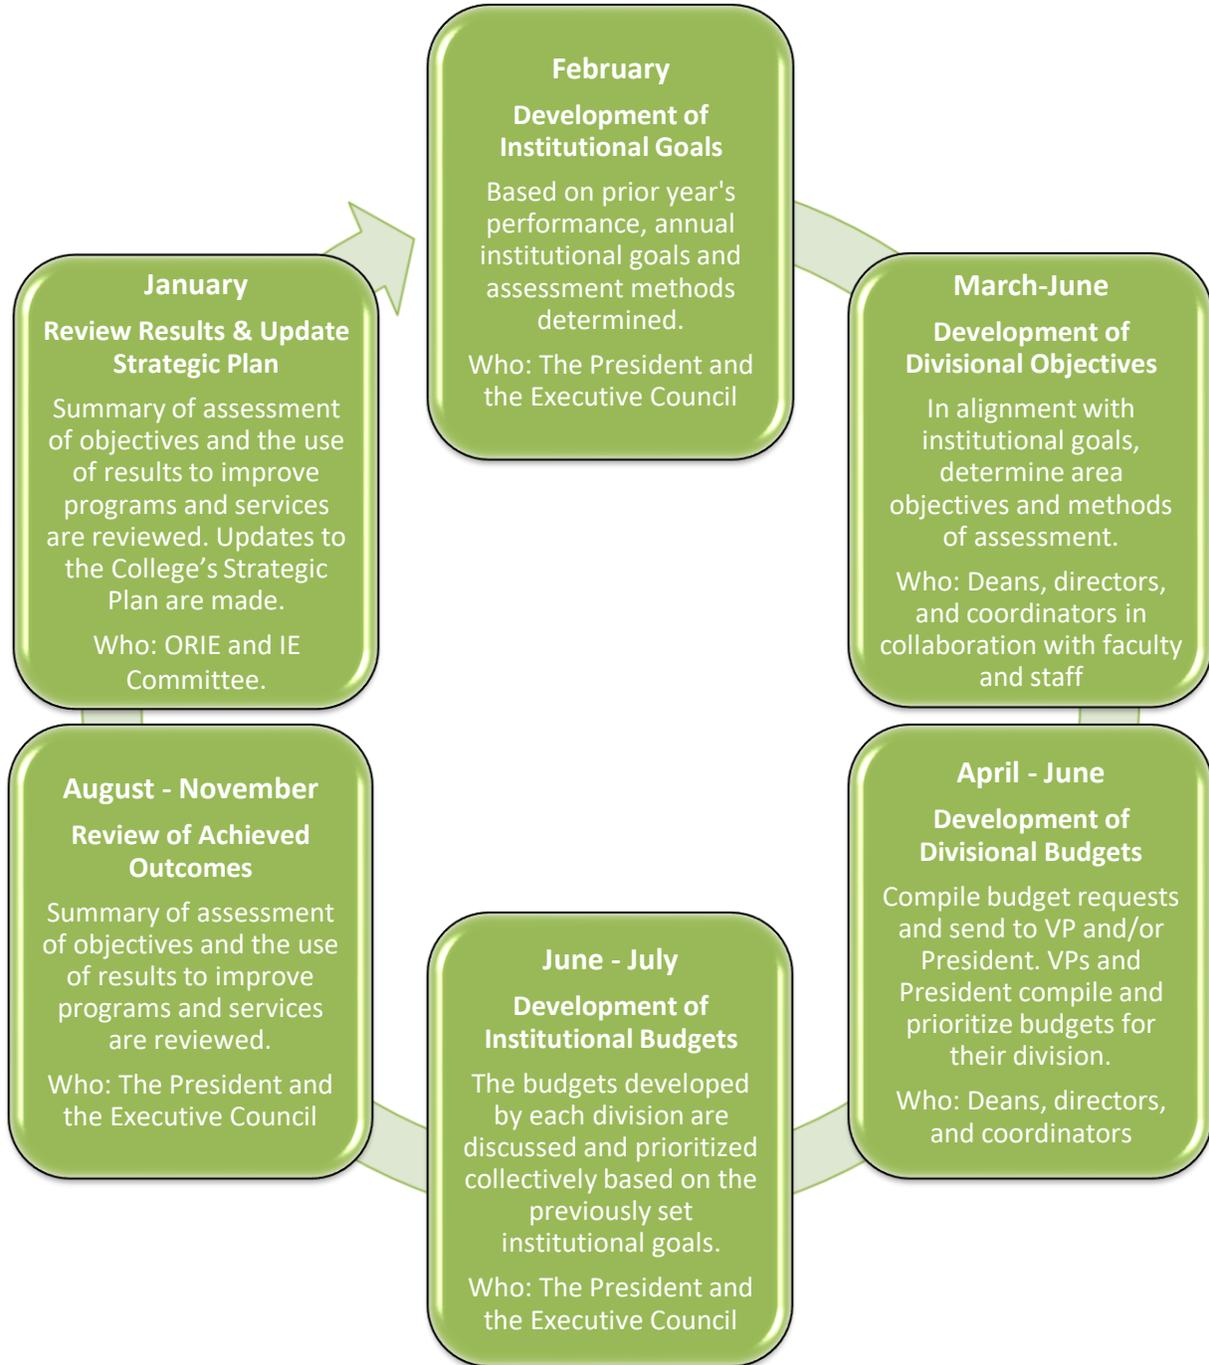 February
Development of
Institutional Goals
Based on prior year's
performance, annual
institutional goals and
assessment methods
determined.
Who: The President and
the Executive Council
March-June
Development of
Divisional Objectives
In alignment with
institutional goals,
determine area
objectives and methods
of assessment.
Who: Deans, directors,
and coordinators in
collaboration with faculty
and staff
April - June
Development of
Divisional Budgets
Compile budget requests
and send to VP and/or
President. VPs and
President compile and
prioritize budgets for
their division.
Who: Deans, directors,
and coordinators
June - July
Development of
Institutional Budgets
The budgets developed
by each division are
discussed and prioritized
collectively based on the
previously set
institutional goals.
Who: The President and
the Executive Council
August - November
Review of Achieved
Outcomes
Summary of assessment
of objectives and the use
of results to improve
programs and services
are reviewed.
Who: The President and
the Executive Council
January
Review Results & Update
Strategic Plan
Summary of assessment
of objectives and the use
of results to improve
programs and services
are reviewed. Updates to
the College’s Strategic
Plan are made.
Who: ORIE and IE
Committee.